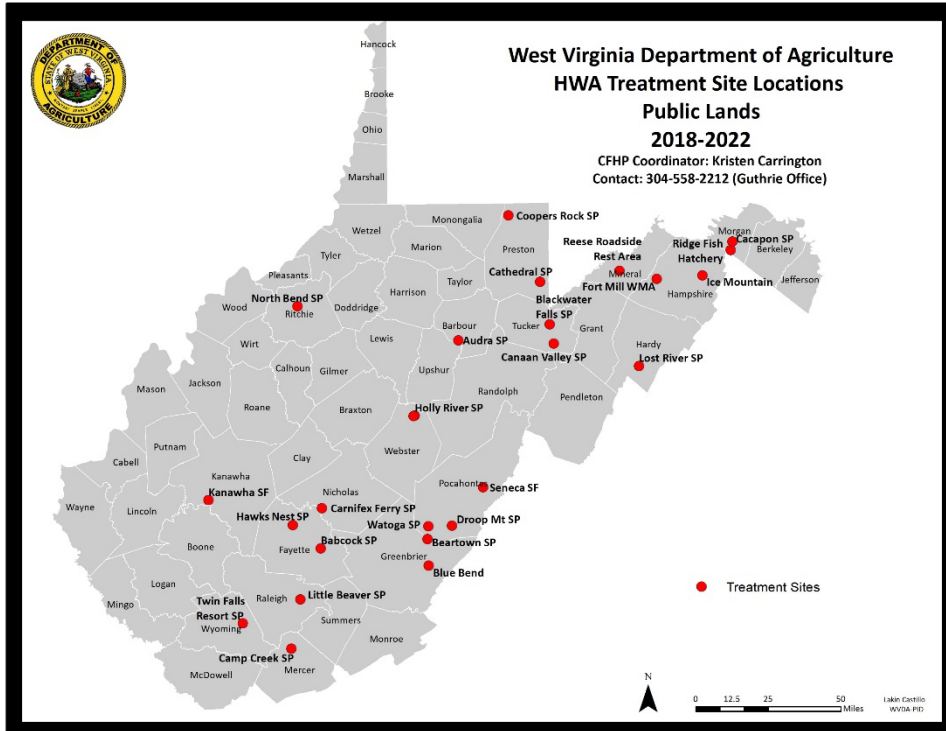 DEPARTMENT OF
STATE OF WEST VIRGINIA
AGRICULTURE
West Virginia Department of Agriculture
HWA Treatment Site Locations
Public Lands
2018-2022
CFHP Coordinator: Kristen Carrington
Contact: 304-558-2212 (Guthrie Office)
Hancock
Brooke
Ohio
Marshall
Wetzel
Monongalia
Coopers Rock SP
Marion
Preston
Tyler
Pleasants
Wood
North Bend SP
Ritchie
Doddridge
Harrison
Taylor
Cathedral SP
Reese Roadside
Rest Area
Mineral
Fort Mill WMA
Ridge Fish
Hatchery
Morgan
Cacapon SP
Berkeley
Jefferson
Ice Mountain
Hampshire
Blackwater
Falls SP
Tucker
Grant
Barbour
Audra SP
Canaan Valley SP
Hardy
Lost River SP
Wirt
Lewis
Upshur
Calhoun
Gilmer
Randolph
Pendleton
Mason
Jackson
Roane
Braxton
Holly River SP
Webster
Putnam
Cabell
Clay
Kanawha
Kanawha SF
Nicholas
Pocahontas
Seneca SF
Wayne
Lincoln
Carnifex Ferry SP
Hawks Nest SP
Watoga SP
Droop Mt SP
Boone
Fayette
Babcock SP
Beartown SP
Greenbrier
Blue Bend
Logan
Mingo
Twin Falls
Resort SP
Wyoming
Raleigh
Little Beaver SP
Summers
Monroe
Camp Creek SP
Mercer
McDowell
Treatment Sites
N
0 12.5 25 50
Miles
Lakin Castillo
WVDA-PID